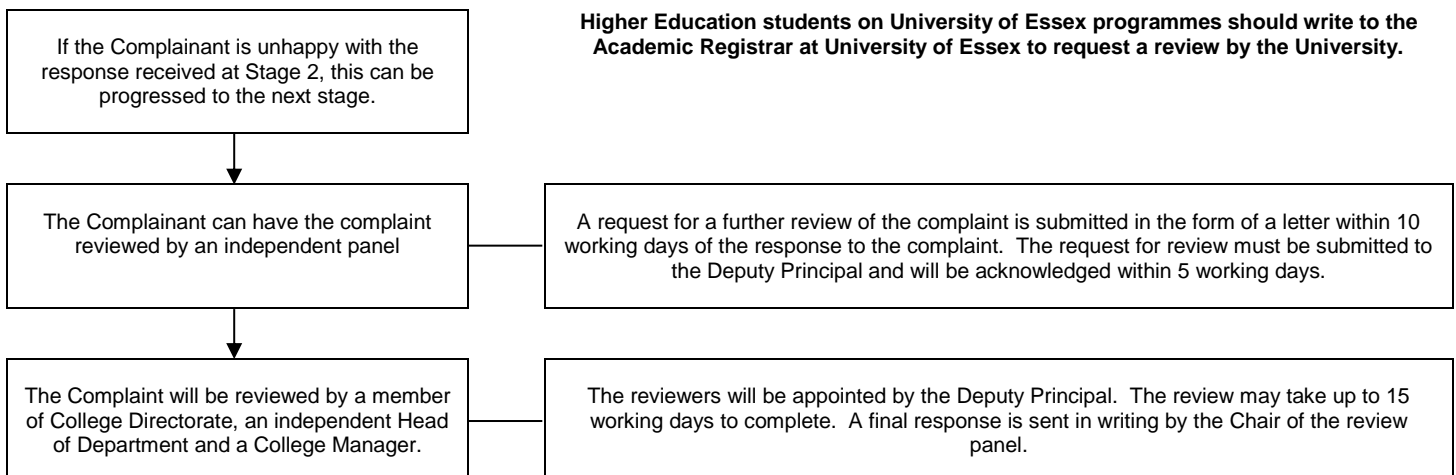 If the Complainant is unhappy with the
response received at Stage 2, this can be
progressed to the next stage.
Higher Education students on University of Essex programmes should write to the
Academic Registrar at University of Essex to request a review by the University.
The Complainant can have the complaint
reviewed by an independent panel
A request for a further review of the complaint is submitted in the form of a letter within 10
working days of the response to the complaint.  The request for review must be submitted to
the Deputy Principal and will be acknowledged within 5 working days.
The Complaint will be reviewed by a member
of College Directorate, an independent Head
of Department and a College Manager.
The reviewers will be appointed by the Deputy Principal.  The review may take up to 15
working days to complete.  A final response is sent in writing by the Chair of the review
panel.